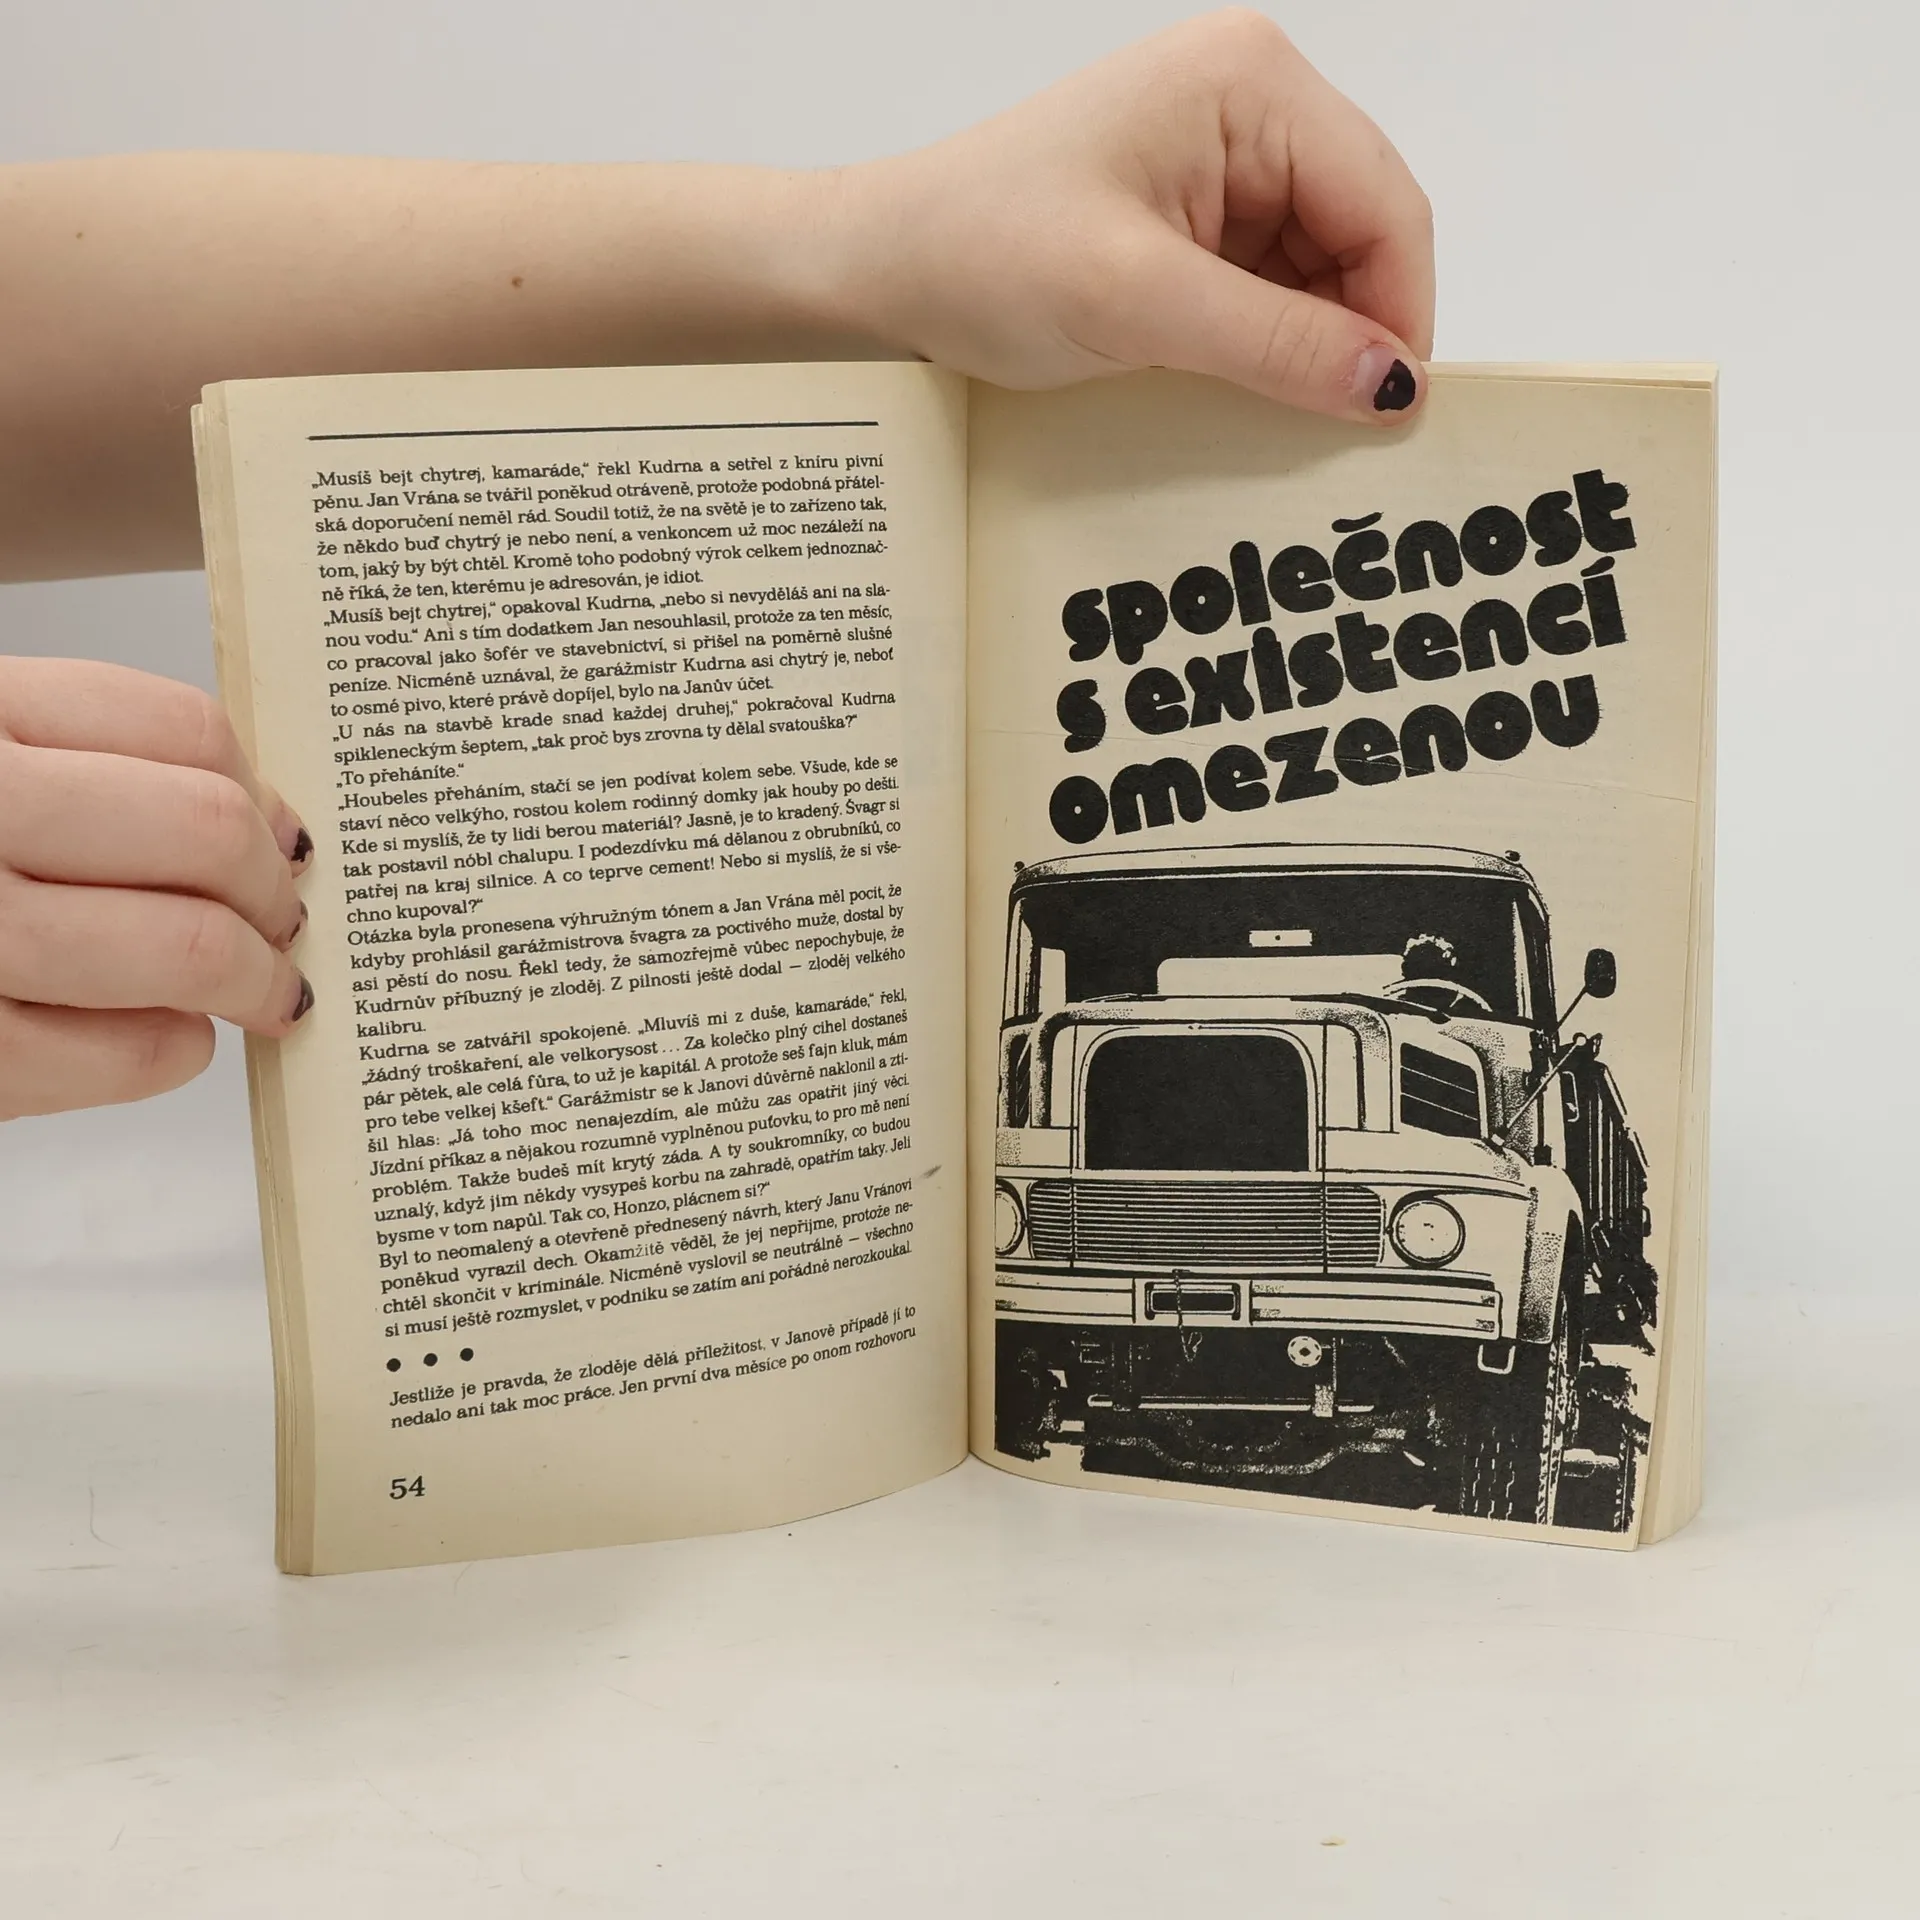 „Musíš bejt chytrej, kamaráde,“ řekl Kudrna a setřel z kníru pivní
pěnu. Jan Vrána se tvářil poněkud otráveně, protože podobná přátel-
ská doporučení neměl rád. Soudil totiž, že na světě je to zařízeno tak,
že někdo buď chytrý je nebo není, a venkoncem už moc nezáleží na
tom, jaký by být chtěl. Kromě toho podobný výrok celkem jednoznač-
ně říká, že ten, kterému je adresován, je idiot.
„Musíš bejt chytrej,“ opakoval Kudrna, „nebo si nevyděláš ani na sla-
nou vodu.“ Ani s tím dodatkem Jan nesouhlasil, protože za ten měsíc,
co pracoval jako šofér ve stavebnictví, si přišel na poměrně slušné
peníze. Nicméně uznával, že garážmistr Kudrna asi chytrý je, neboť
to osmé pivo, které právě dopíjel, bylo na Janův účet.
„U nás na stavbě krade snad každej druhej,“ pokračoval Kudrna
spikleneckým šeptem, „tak proč bys zrovna ty dělal svatouška?“
„To přeháníte.“
„Houbeles přeháním, stačí se jen podívat kolem sebe. Všude, kde se
staví něco velkýho, rostou kolem rodinný domky jak houby po dešti.
Kde si myslíš, že ty lidi berou materiál? Jasně, je to kradený. Švagr si
tak postavil nóbl chalupu. I podezdívku má dělanou z obrubníků, co
patřej na kraj silnice. A co teprve cement! Nebo si myslíš, že si vše-
chno kupoval?“
Otázka byla pronesena výhružným tónem a Jan Vrána měl pocit, že
kdyby prohlásil garážmistrova švagra za poctivého muže, dostal by
asi pěstí do nosu. Řekl tedy, že samozřejmě vůbec nepochybuje, že
Kudrnův příbuzný je zloděj. Z pilnosti ještě dodal – zloděj velkého
kalibru.
Kudrna se zatvářil spokojeně. „Mluvíš mi z duše, kamaráde,“ řekl,
„žádný troškaření, ale velkorysost ... Za kolečko plný cihel dostaneš
pár pětek, ale celá fůra, to už je kapitál. A protože seš fajn kluk, mám
pro tebe velkej kšeft.“ Garážmistr se k Janovi důvěrně naklonil a zti-
šil hlas: „Já toho moc nenajezdím, ale můžu zas opatřit jiný věci.
Jízdní příkaz a nějakou rozumně vyplněnou puťovku, to pro mě není
problém. Takže budeš mít krytý záda. A ty soukromníky, co budou
uznalý, když jim někdy vysypeš korbu na zahradě, opatřím taky. Jeli
bysme v tom napůl. Tak co, Honzo, plácnem si?“
Byl to neomalený a otevřeně přednesený návrh, který Janu Vránovi
poněkud vyrazil dech. Okamžitě věděl, že jej nepřijme, protože ne-
chtěl skončit v kriminále. Nicméně vyslovil se neutrálně – všechno
si musí ještě rozmyslet, v podniku se zatím ani pořádně nerozkoukal.
● ● ●
Jestliže je pravda, že zloděje dělá příležitost, v Janově případě jí to
nedalo ani tak moc práce. Jen první dva měsíce po onom rozhovoru
54
společnost
s existencí
omezenou